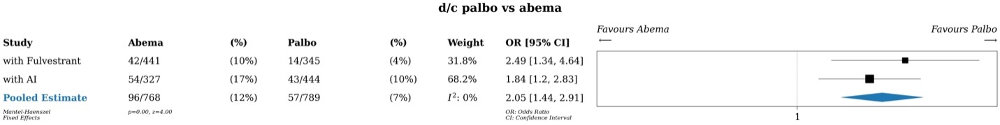 d/c palbo vs abema
Favours Abema Favours Palbo
← →
Study Abema (%) Palbo (%) Weight OR [95% CI]
with Fulvestrant 42/441 (10%) 14/345 (4%) 31.8% 2.49 [1.34, 4.64]
with AI 54/327 (17%) 43/444 (10%) 68.2% 1.84 [1.2, 2.83]
Pooled Estimate 96/768 (12%) 57/789 (7%) I²: 0% 2.05 [1.44, 2.91]
Mantel-Haenszel p=0.00, z=4.00 OR: Odds Ratio
Fixed Effects CI: Confidence Interval
1